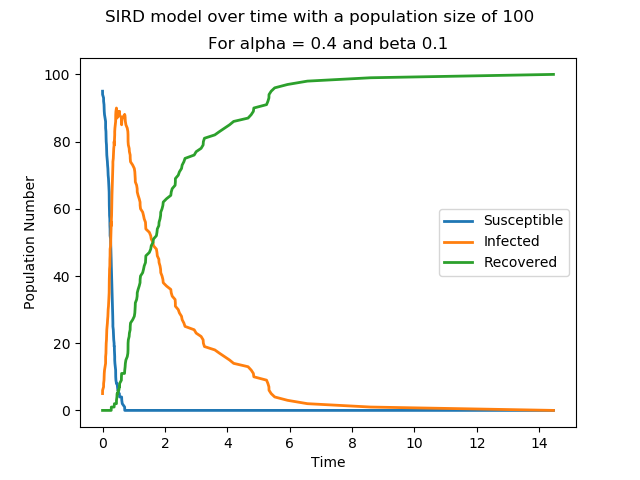 SIRD model over time with a population size of 100
For alpha = 0.4 and beta 0.1
100
80
60
40
20
0
Population Number
Susceptible
Infected
Recovered
0 2 4 6 8 10 12 14
Time